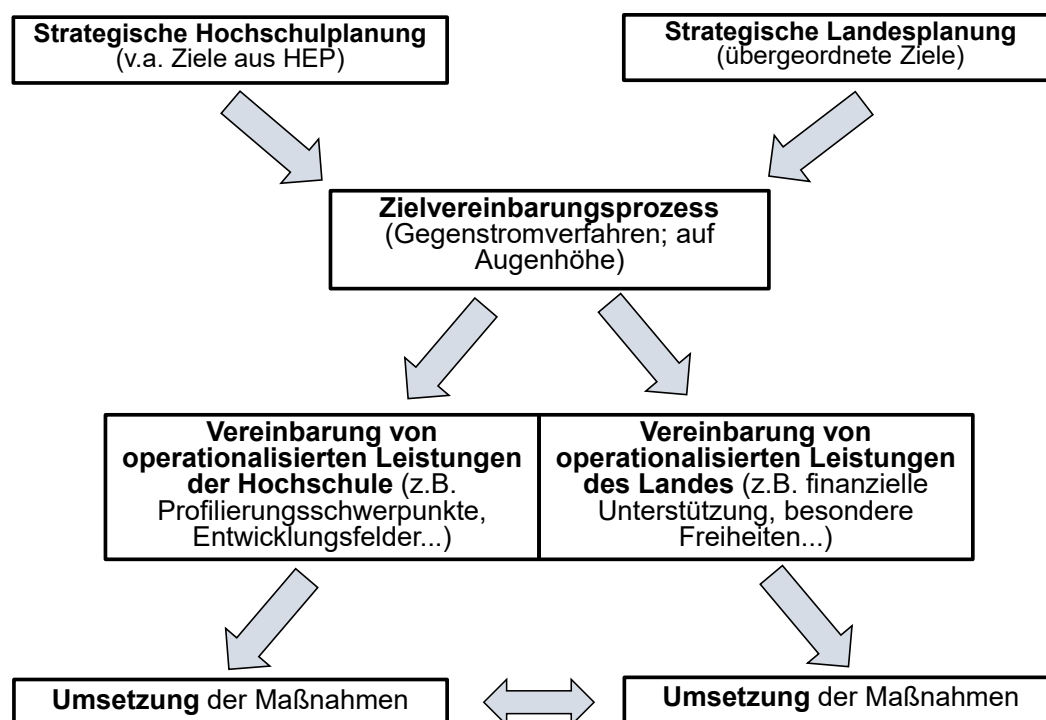 Strategische Hochschulplanung
(v.a. Ziele aus HEP)
Strategische Landesplanung
(übergeordnete Ziele)
Zielvereinbarungsprozess
(Gegenstromverfahren; auf
Augenhöhe)
Vereinbarung von
operationalisierten Leistungen
der Hochschule (z.B.
Profilierungsschwerpunkte,
Entwicklungsfelder...)
Vereinbarung von
operationalisierten Leistungen
des Landes (z.B. finanzielle
Unterstützung, besondere
Freiheiten...)
Umsetzung der Maßnahmen
Umsetzung der Maßnahmen